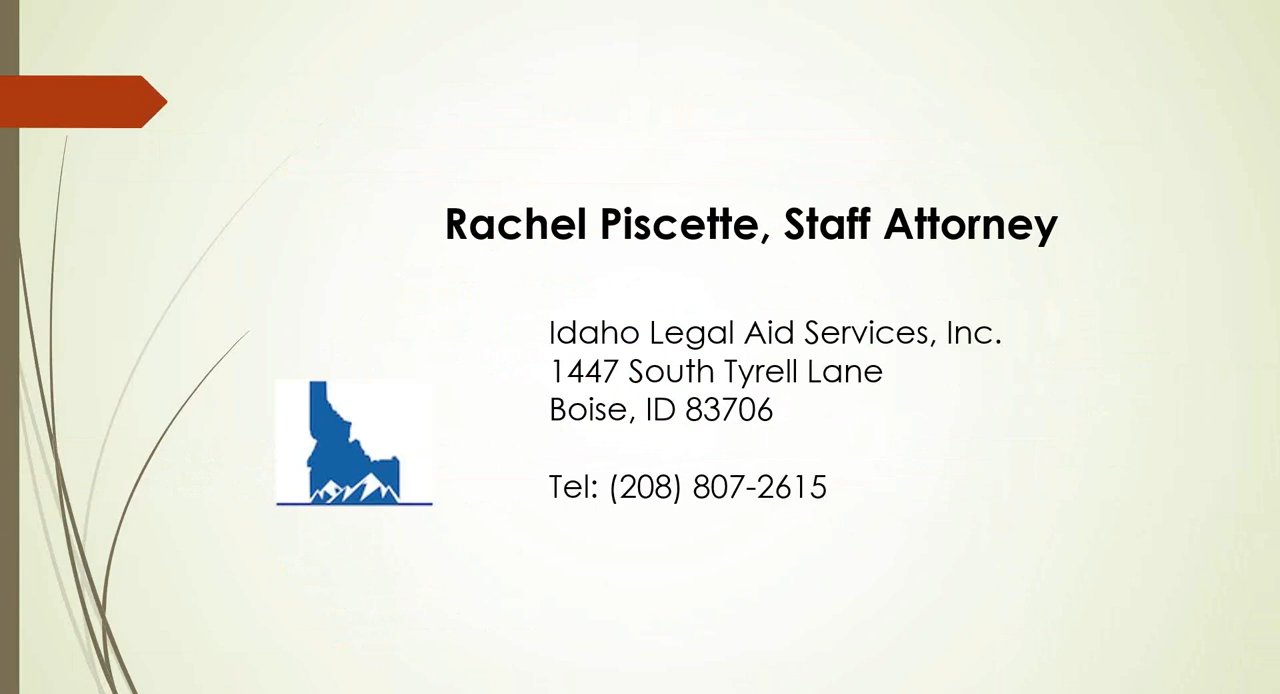 Rachel Piscette, Staff Attorney
Idaho Legal Aid Services, Inc.
1447 South Tyrell Lane
Boise, ID 83706
Tel: (208) 807-2615